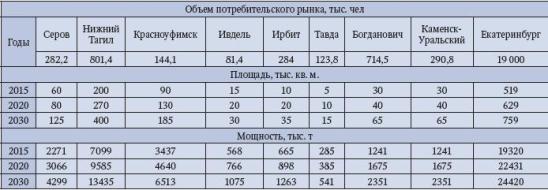 Объем потребительского рынка, тыс. чел
Годы Серов Нижний Тагил Красноуфимск Ивдель Ирбит Тавда Богданович Каменск-Уральский Екатеринбург
282,2 801,4 144,1 81,4 284 123,8 714,5 290,8 19 000
Площадь, тыс. кв. м.
2015 60 200 90 15 10 5 30 30 519
2020 80 270 130 20 20 10 40 40 629
2030 125 400 185 30 35 15 65 65 759
Мощность, тыс. т
2015 2271 7099 3437 568 665 285 1241 1241 19320
2020 3066 9585 4640 766 898 385 1675 1675 22431
2030 4299 13435 6513 1075 1263 541 2351 2351 24420